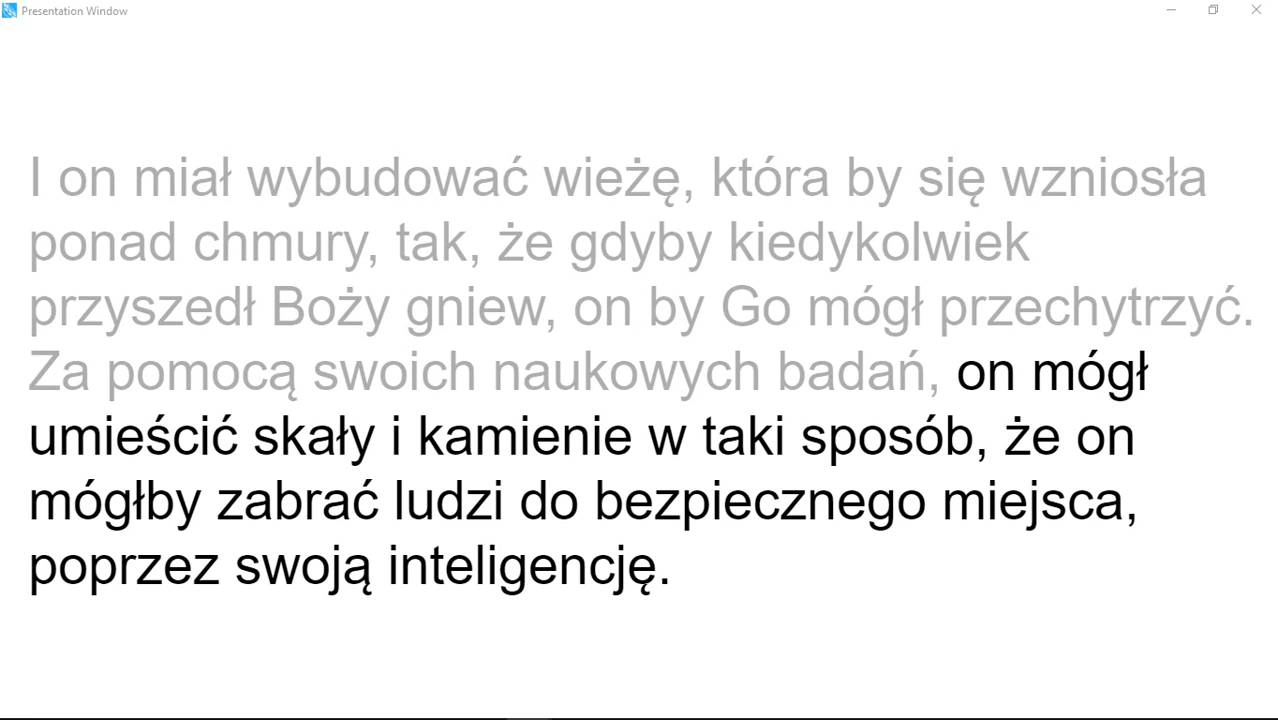 Presentation Window
I on miał wybudować wieżę, która by się wzniosła
ponad chmury, tak, że gdyby kiedykolwiek
przyszedł Boży gniew, on by Go mógł przechytrzyć.
Za pomocą swoich naukowych badań, on mógł
umieścić skały i kamienie w taki sposób, że on
mógłby zabrać ludzi do bezpiecznego miejsca,
poprzez swoją inteligencję.